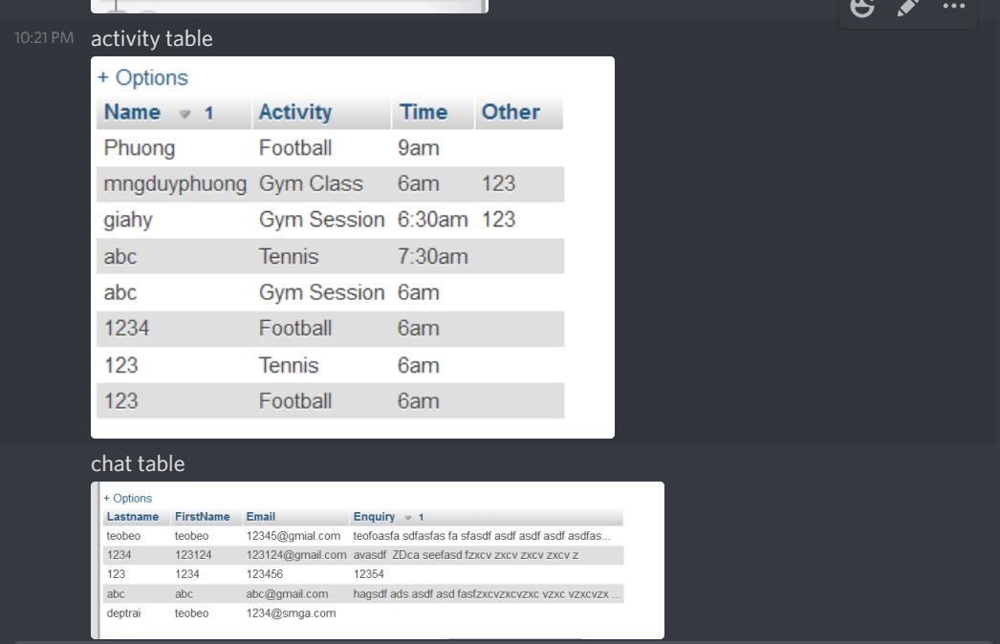 10:21 PM activity table
+ Options
Name 1 Activity Time Other
Phuong Football 9am
mngduyphuong Gym Class 6am 123
giahy Gym Session 6:30am 123
abc Tennis 7:30am
abc Gym Session 6am
1234 Football 6am
123 Tennis 6am
123 Football 6am
chat table
+ Options
Lastname FirstName Email Enquiry 1
teobeo teobeo 12345@gmial.com teofoasfa sdfasfas fa sfasdf asdf asdf asdf asdfas...
1234 123124 123124@gmail.com avasdf ZDca seefasd fzxcv zxcv zxcv zxcv z
123 1234 123456 12354
abc abc abc@gmail.com hagsdf ads asdf asd fasfzxcvzxcvzxc vzxc vzxcvzx ...
deptrai teobeo 1234@smga.com